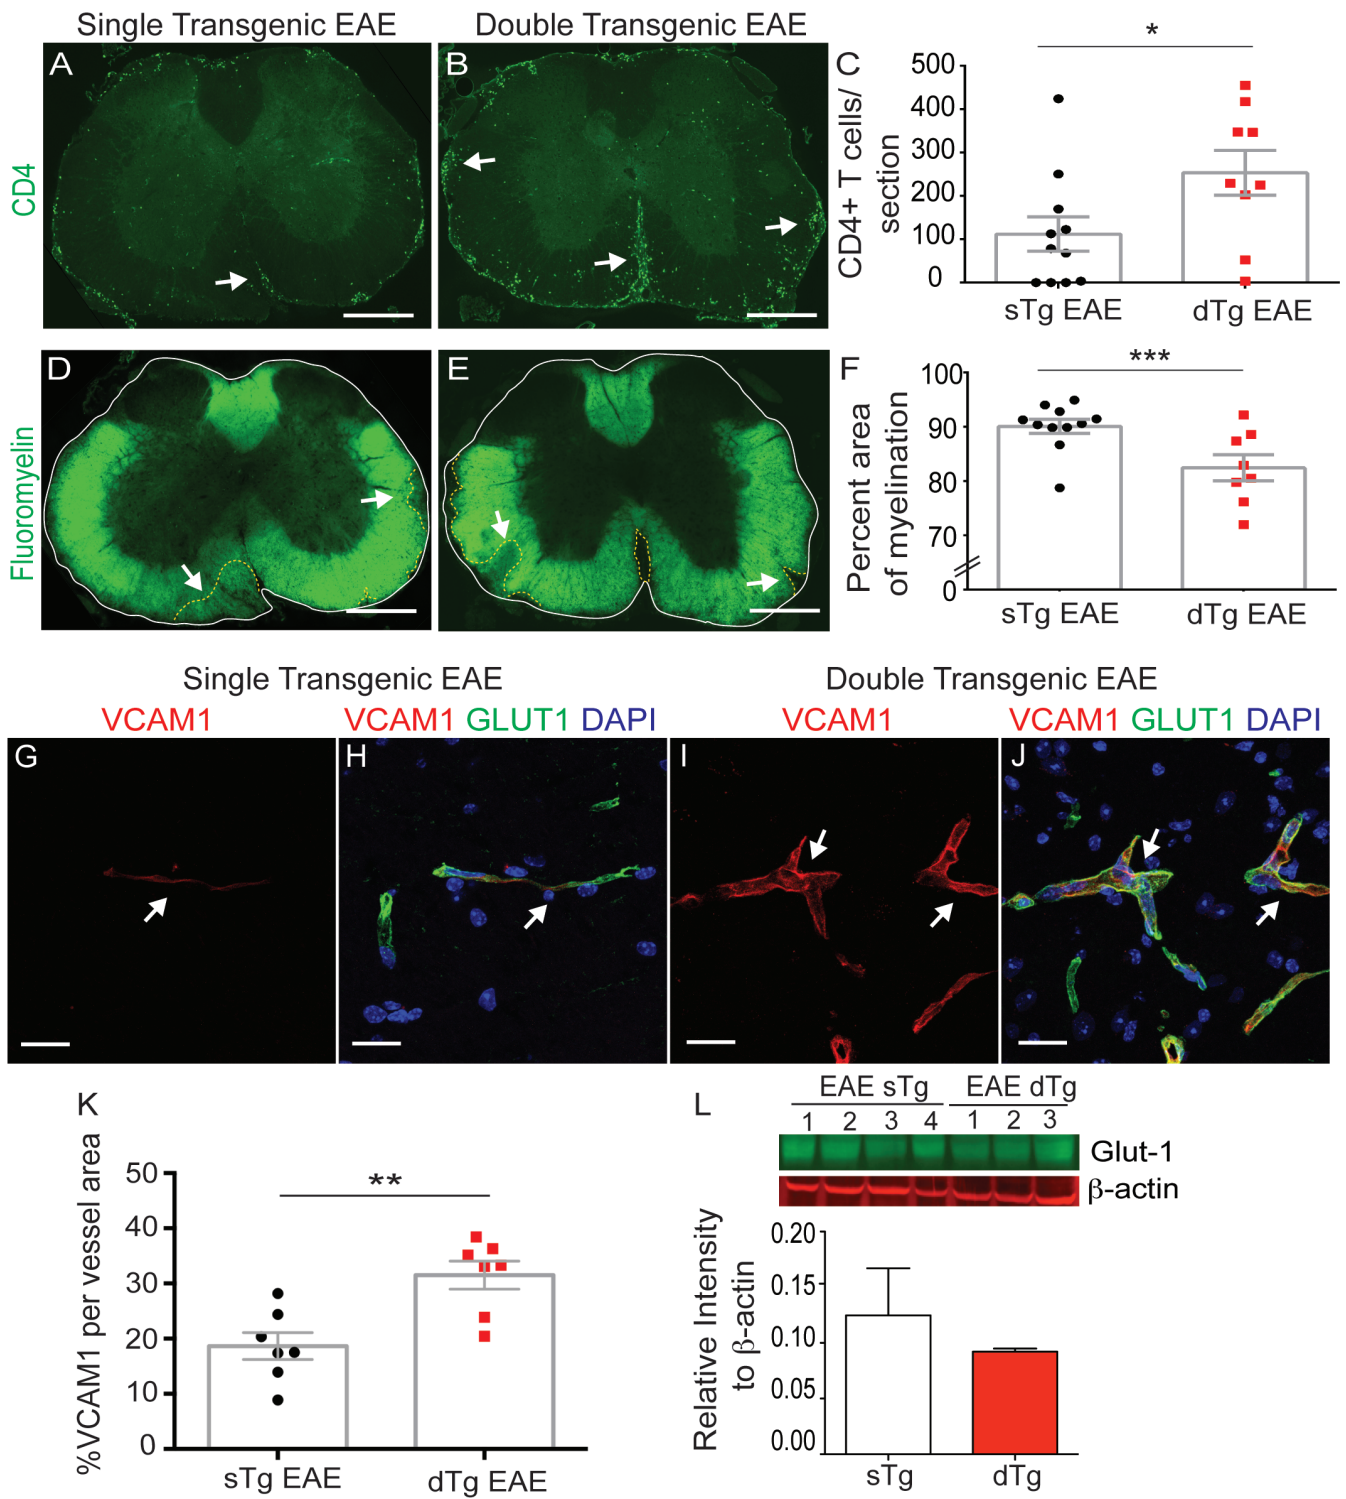 Single Transgenic EAE
Double Transgenic EAE
A
B
C
CD4
CD4+ T cells/
section
*
500
400
300
200
100
0
sTg EAE
dTg EAE
D
E
F
Fluoromyelin
Percent area
of myelination
***
100
90
80
70
0
sTg EAE
dTg EAE
Single Transgenic EAE
Double Transgenic EAE
VCAM1
VCAM1 GLUT1 DAPI
VCAM1
VCAM1 GLUT1 DAPI
G
H
I
J
K
%VCAM1 per vessel area
**
50
40
30
20
10
0
sTg EAE
dTg EAE
L
EAE sTg
EAE dTg
1 2 3 4 1 2 3
Glut-1
β-actin
Relative Intensity
to β-actin
0.20
0.15
0.10
0.05
0.00
sTg
dTg